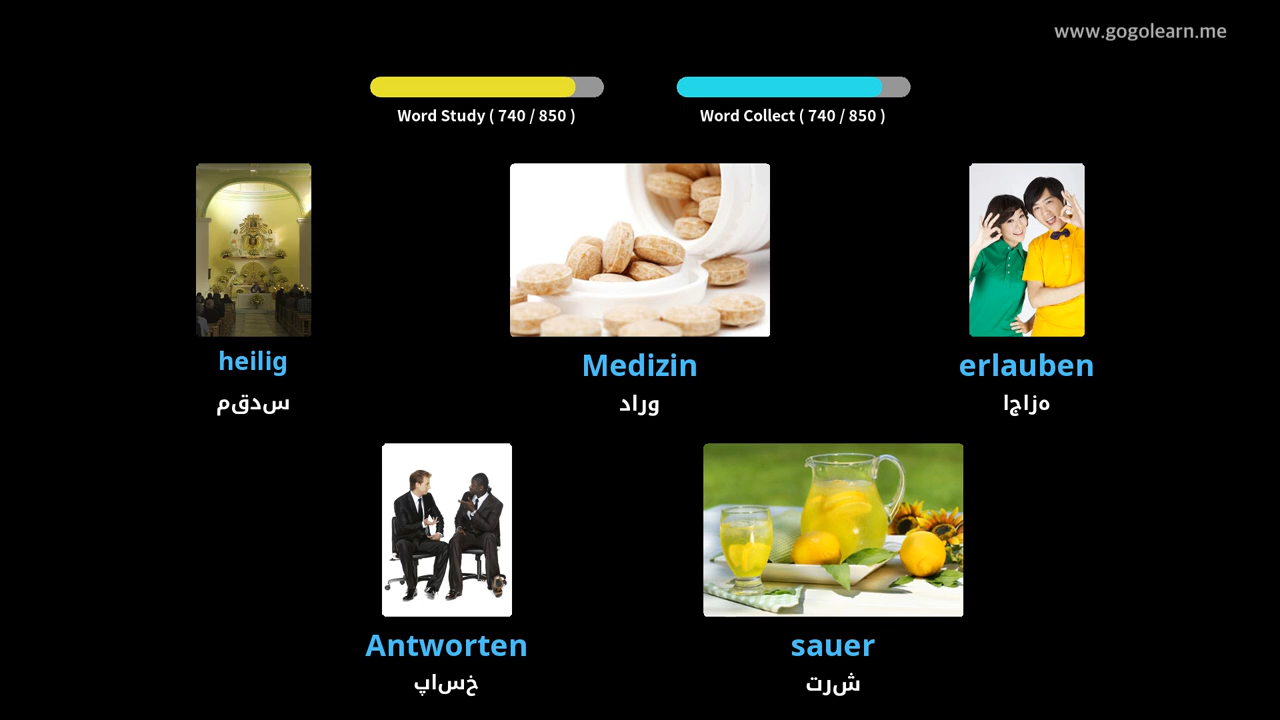 www.gogolearn.me
Word Study ( 740 / 850 )
Word Collect ( 740 / 850 )
heilig
سدقم
Medizin
وراد
erlauben
هزاجا
Antworten
خساپ
sauer
شرت